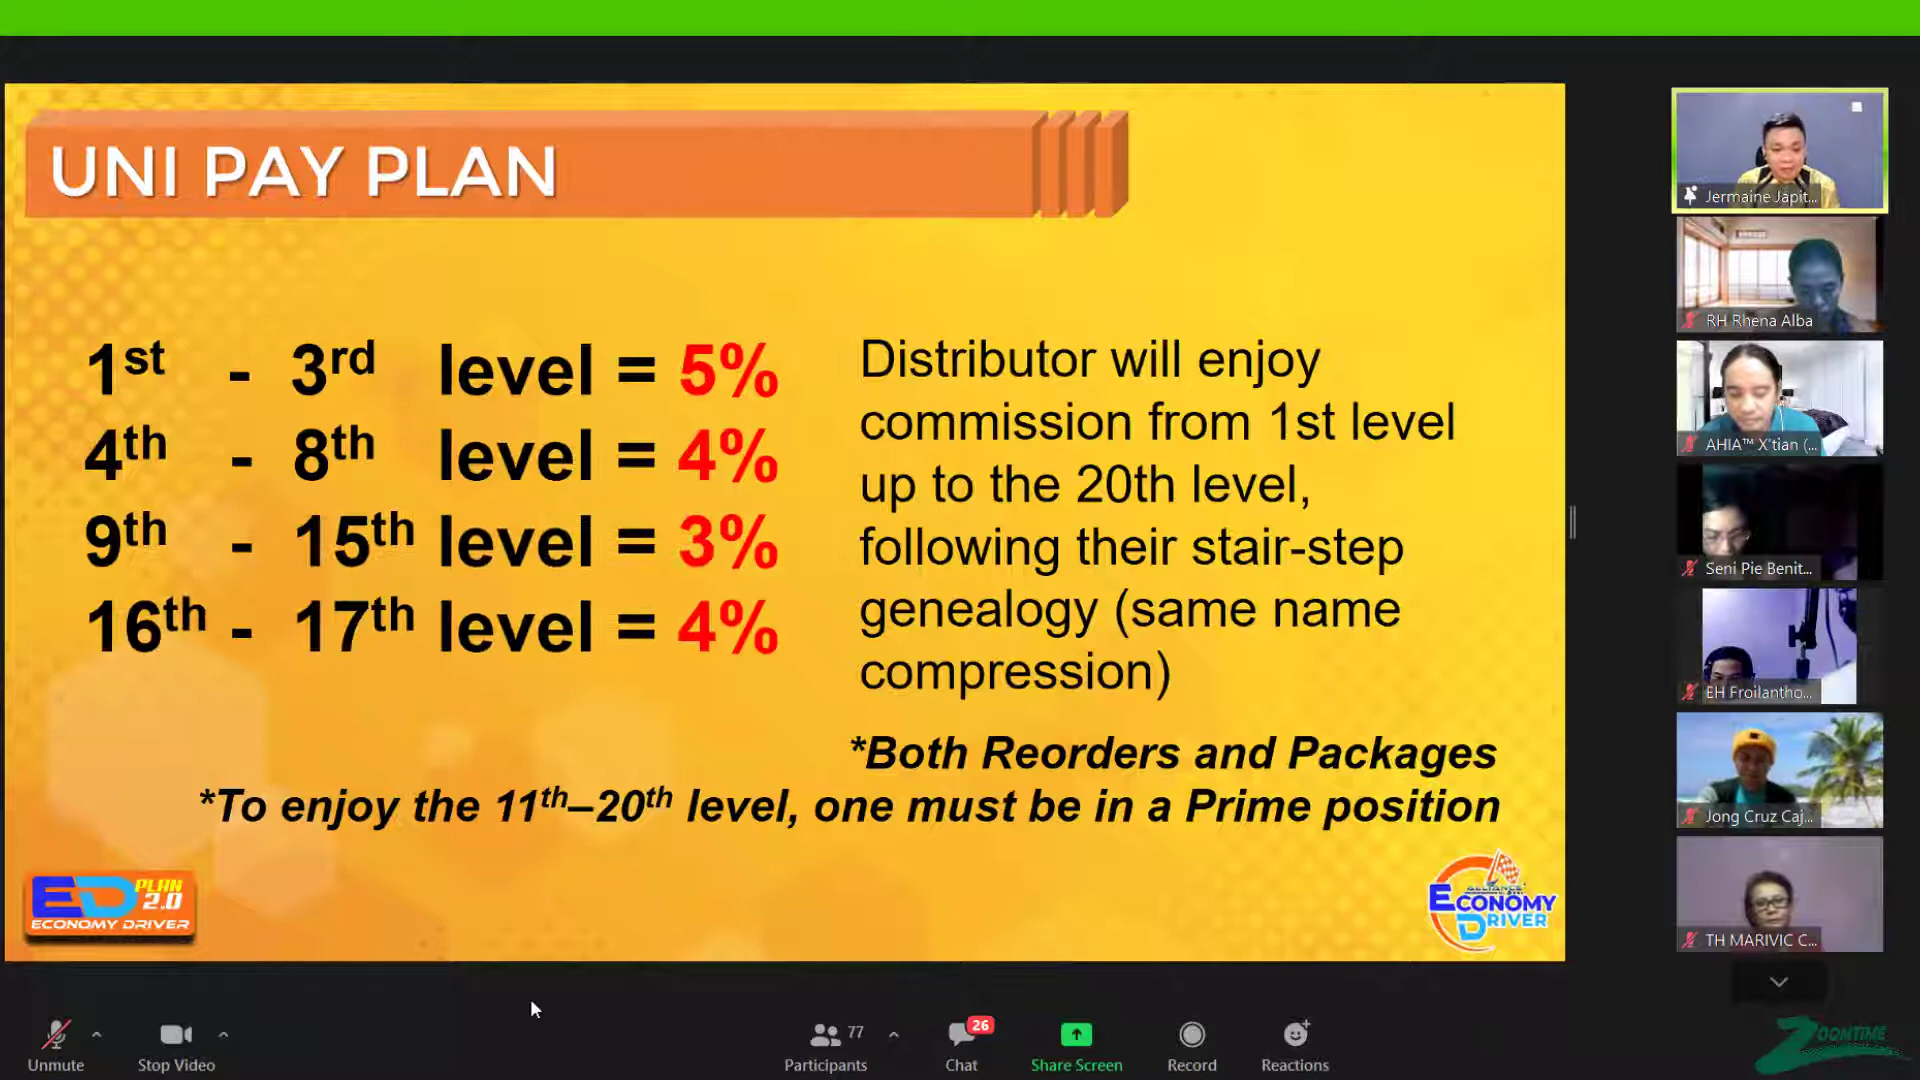 UNI PAY PLAN
1st - 3rd level = 5%
4th - 8th level = 4%
9th - 15th level = 3%
16th - 17th level = 4%
Distributor will enjoy
commission from 1st level
up to the 20th level,
following their stair-step
genealogy (same name
compression)
*Both Reorders and Packages
*To enjoy the 11th–20th level, one must be in a Prime position
ED PLAN 2.0
ECONOMY DRIVER
ALLIANCE
ECONOMY
DRIVER
Jermaine Japit...
RH Rhena Alba
AHIA™ X'tian (...
Seni Pie Benit...
EH Froilantho...
Jong Cruz Caj...
TH MARIVIC C...
Unmute
Stop Video
77
Participants
26
Chat
Share Screen
Record
Reactions
ZOOMTIME